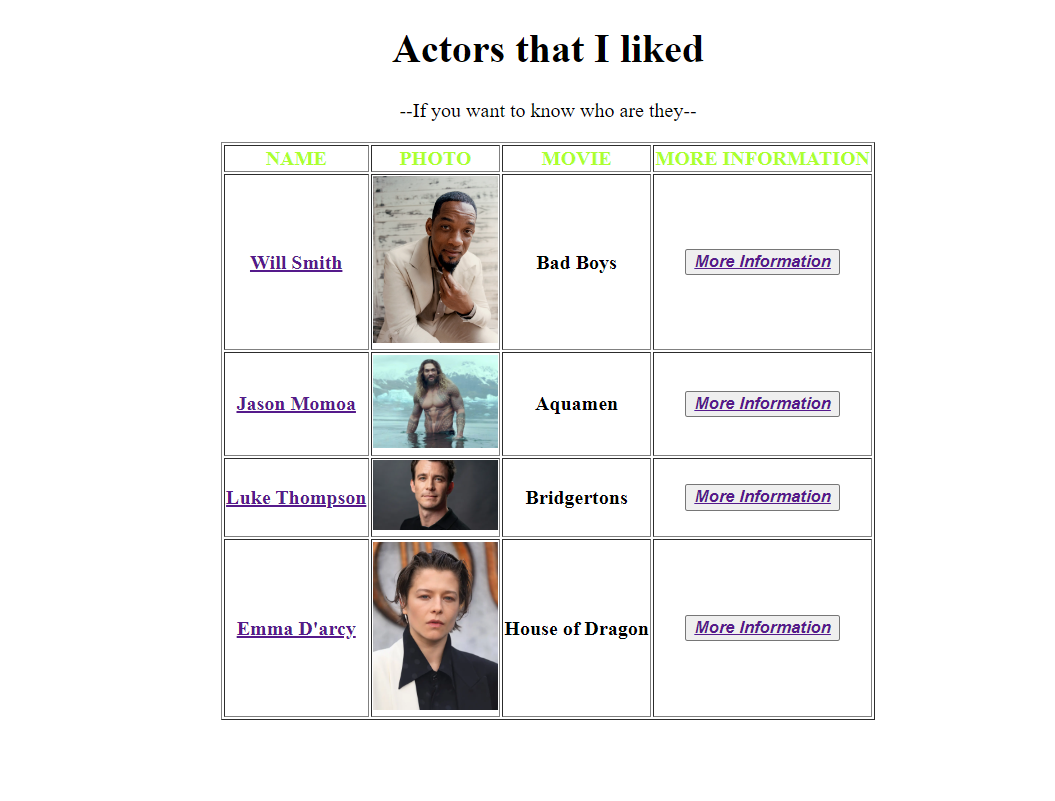 Actors that I liked
--If you want to know who are they--
NAME PHOTO MOVIE MORE INFORMATION
Will Smith Bad Boys More Information
Jason Momoa Aquamen More Information
Luke Thompson Bridgertons More Information
Emma D'arcy House of Dragon More Information